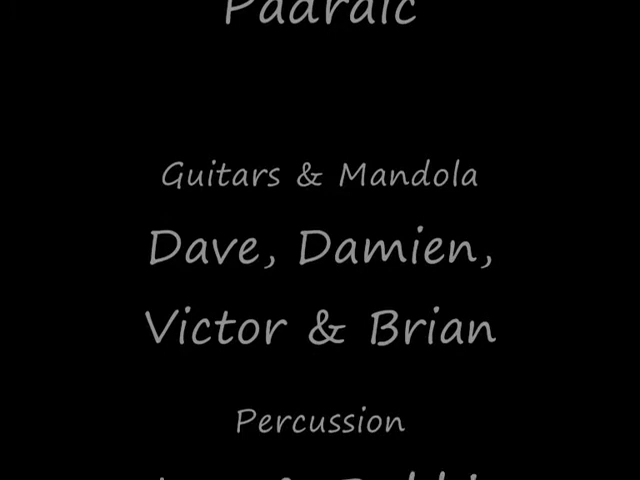 Padraic
Guitars & Mandola
Dave, Damien,
Victor & Brian
Percussion